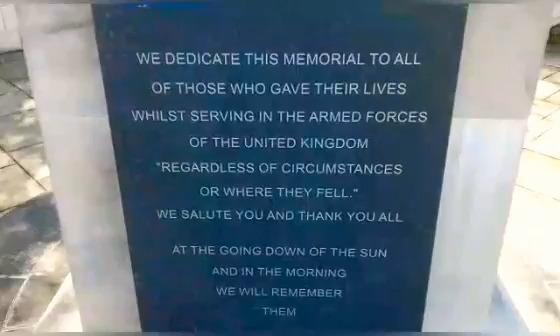 WE DEDICATE THIS MEMORIAL TO ALL
OF THOSE WHO GAVE THEIR LIVES
WHILST SERVING IN THE ARMED FORCES
OF THE UNITED KINGDOM
"REGARDLESS OF CIRCUMSTANCES
OR WHERE THEY FELL."
WE SALUTE YOU AND THANK YOU ALL
AT THE GOING DOWN OF THE SUN
AND IN THE MORNING
WE WILL REMEMBER
THEM